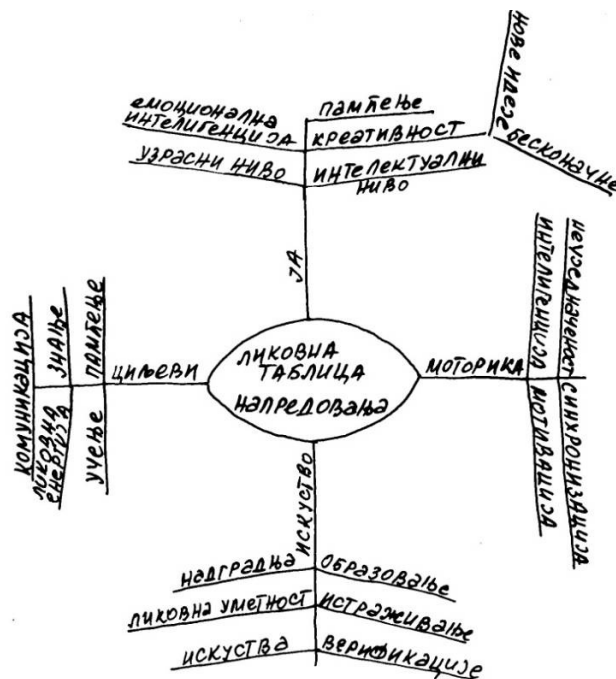 НОВЕ ИДЕЈЕ
БЕСКОНАЧНЕ
ЕМОЦИОНАЛНА
ИНТЕЛИГЕНЦИЈА
УЗРАСНИ НИВО
ПАМЋЕЊЕ
КРЕАТИВНОСТ
ИНТЕЛЕКТУАЛНИ
НИВО
ЈА
ЛИКОВНА
ТАБЛИЦА
НАПРЕДОВАЊА
ЦИЉЕВИ
ПАМЋЕЊЕ
УЧЕЊЕ
ЗНАЊЕ
ЛИКОВНА
ЕНЕРГИЈА
КОМУНИКАЦИЈА
МОТОРИКА
ИНТЕЛИГЕНЦИЈА
МОТИВАЦИЈА
НЕУЈЕДНАЧЕНОСТ
СИНХРОНИЗАЦИЈА
ИСКУСТВО
НАДГРАДЊА
ОБРАЗОВАЊЕ
ЛИКОВНА УМЕТНОСТ
ИСТРАЖИВАЊЕ
ИСКУСТВА
ВЕРИФИКАЦИЈЕ